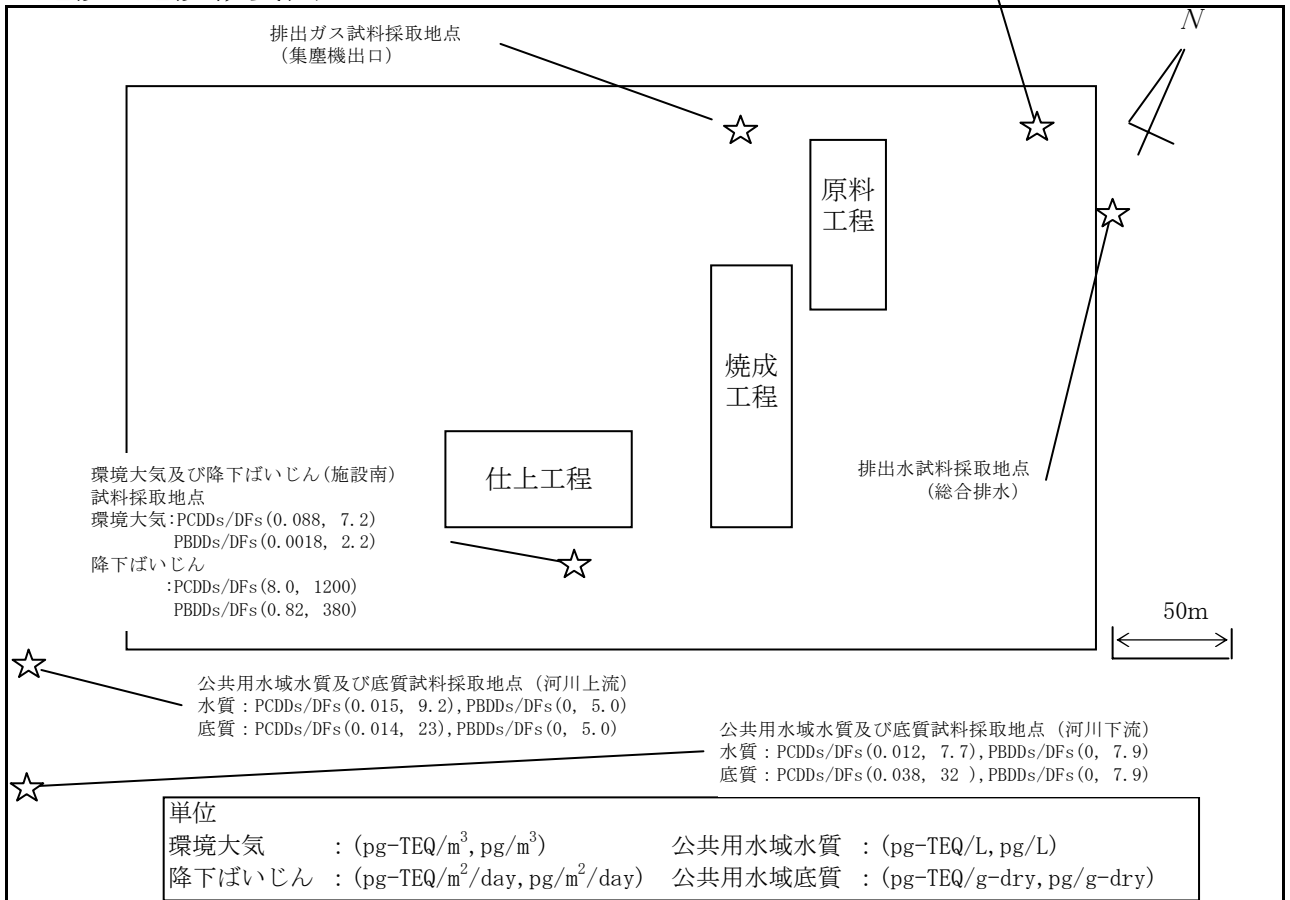 排出ガス試料採取地点
(集塵機出口)
N
原料
工程
焼成
工程
仕上工程
環境大気及び降下ばいじん(施設南)
試料採取地点
環境大気:PCDDs/DFs(0.088, 7.2)
PBDDs/DFs(0.0018, 2.2)
降下ばいじん
:PCDDs/DFs(8.0, 1200)
PBDDs/DFs(0.82, 380)
排出水試料採取地点
(総合排水)
50m
公共用水域水質及び底質試料採取地点 (河川上流)
水質：PCDDs/DFs(0.015, 9.2),PBDDs/DFs(0, 5.0)
底質：PCDDs/DFs(0.014, 23),PBDDs/DFs(0, 5.0)
公共用水域水質及び底質試料採取地点 (河川下流)
水質：PCDDs/DFs(0.012, 7.7),PBDDs/DFs(0, 7.9)
底質：PCDDs/DFs(0.038, 32 ),PBDDs/DFs(0, 7.9)
単位
環境大気 ：(pg-TEQ/m³,pg/m³) 公共用水域水質 ：(pg-TEQ/L,pg/L)
降下ばいじん ：(pg-TEQ/m²/day,pg/m²/day) 公共用水域底質 ：(pg-TEQ/g-dry,pg/g-dry)